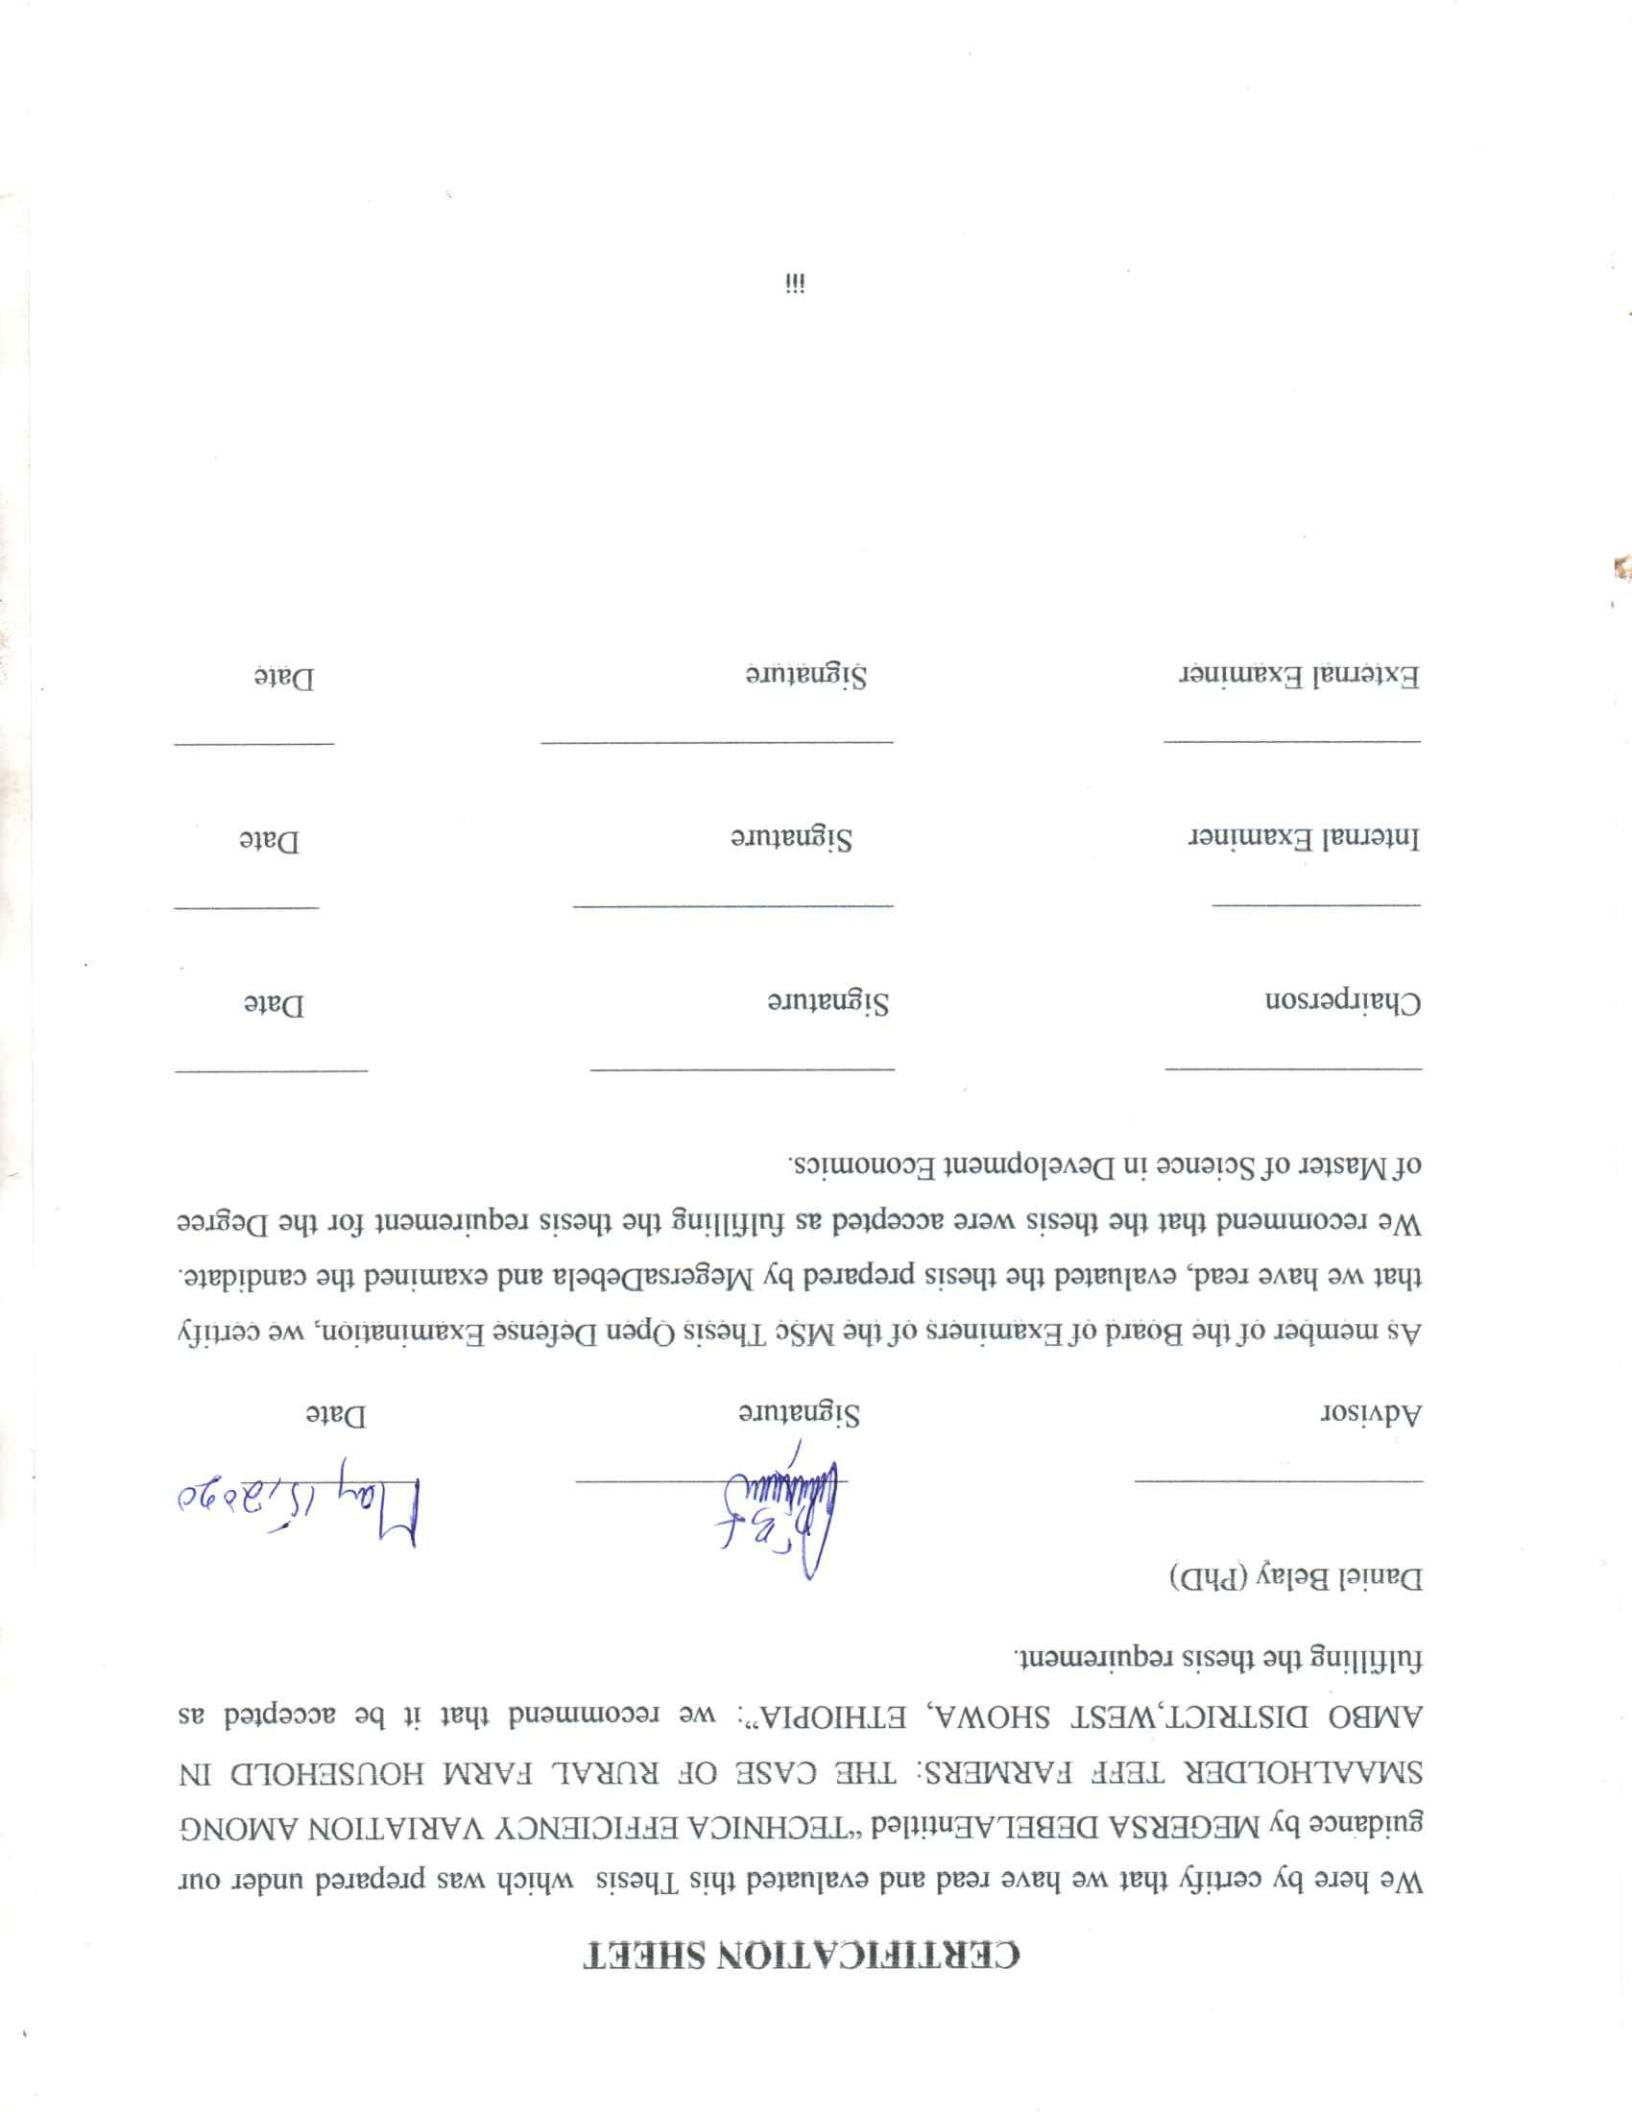 CERTIFICATION SHEET
We here by certify that we have read and evaluated this Thesis which was prepared under our
guidance by MEGERSA DEBELAEntitled “TECHNICA EFFICIENCY VARIATION AMONG
SMAALHOLDER TEFF FARMERS: THE CASE OF RURAL FARM HOUSEHOLD IN
AMBO DISTRICT,WEST SHOWA, ETHIOPIA”: we recommend that it be accepted as
fulfilling the thesis requirement.
Daniel Belay (PhD)
May 15, 2020
Advisor Signature Date
As member of the Board of Examiners of the MSc Thesis Open Defense Examination, we certify
that we have read, evaluated the thesis prepared by MegersaDebela and examined the candidate.
We recommend that the thesis were accepted as fulfilling the thesis requirement for the Degree
of Master of Science in Development Economics.
Chairperson Signature Date
Internal Examiner Signature Date
External Examiner Signature Date
iii